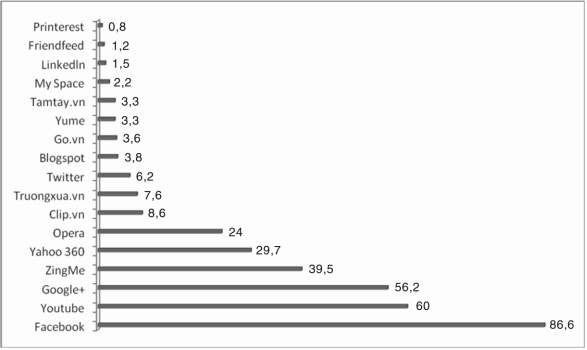 Printerest 0,8
Friendfeed 1,2
LinkedIn 1,5
My Space 2,2
Tamtay.vn 3,3
Yume 3,3
Go.vn 3,6
Blogspot 3,8
Twitter 6,2
Truongxua.vn 7,6
Clip.vn 8,6
Opera 24
Yahoo 360 29,7
ZingMe 39,5
Google+ 56,2
Youtube 60
Facebook 86,6